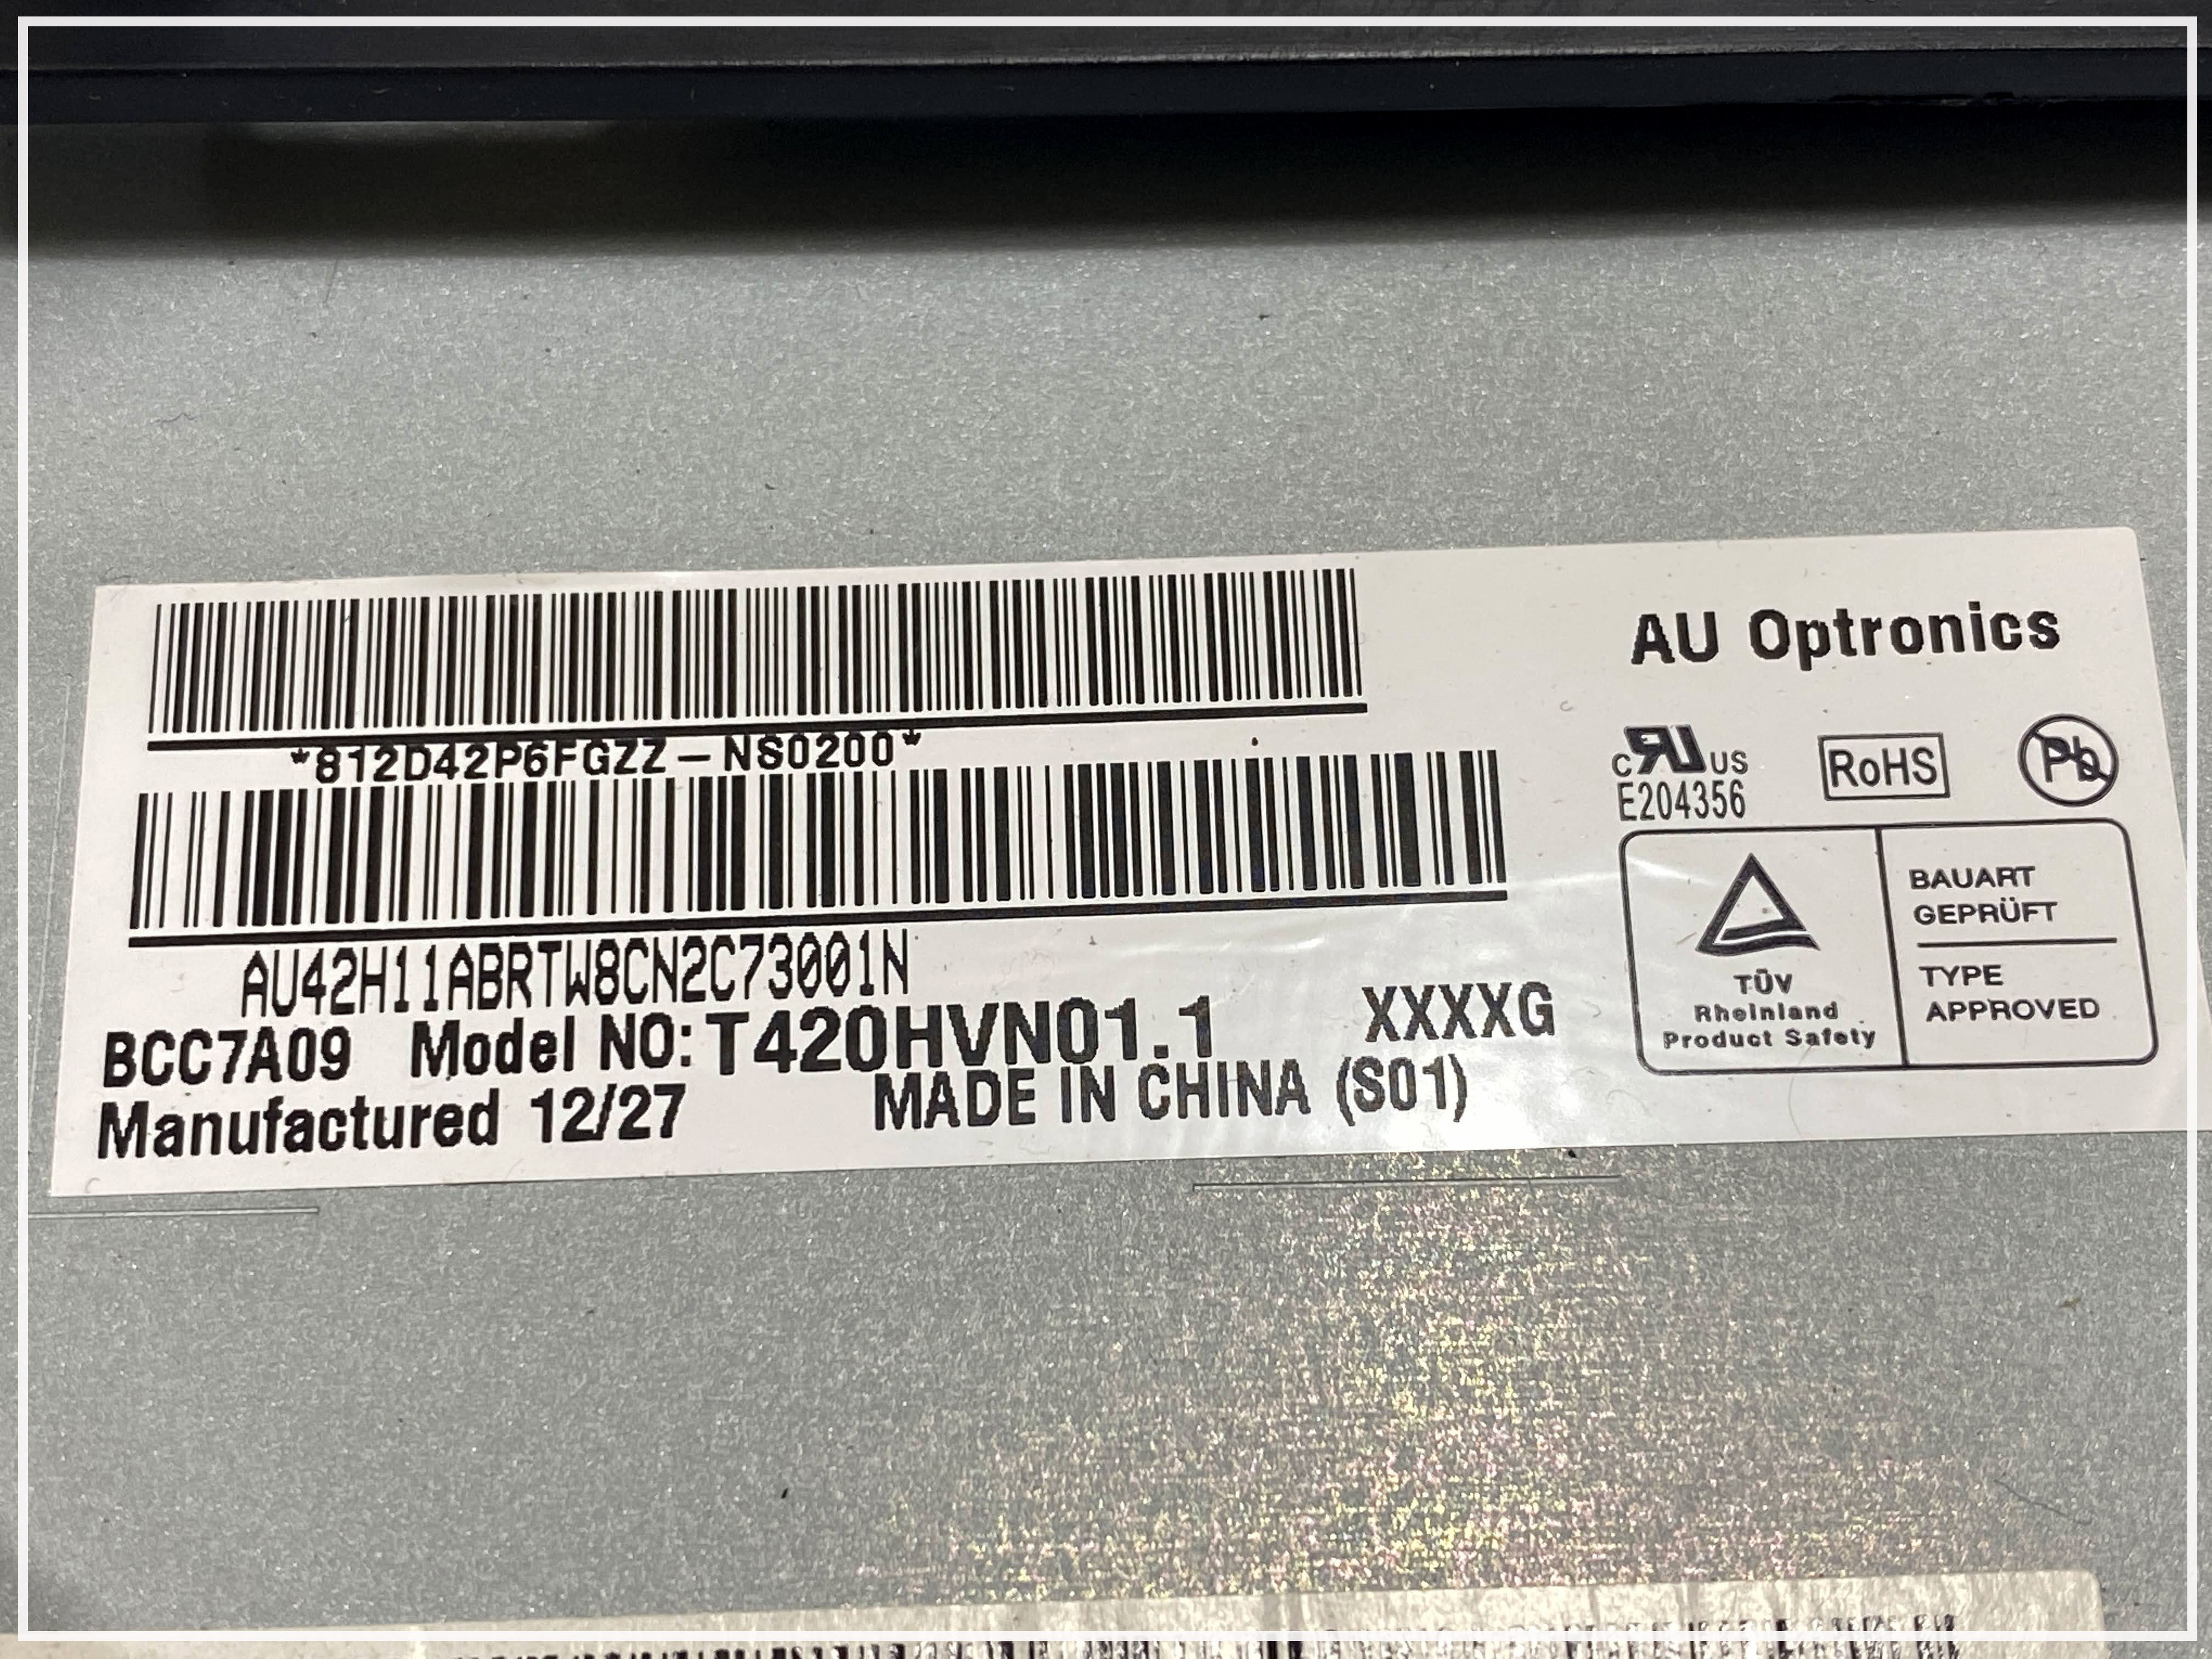 *812D42P6FGZZ-NS0200*
AU42H11ABRTW8CN2C73001N
BCC7A09 Model NO: T420HVN01.1 XXXXG
Manufactured 12/27 MADE IN CHINA (S01)
AU Optronics
c RU US
E204356
RoHS
Pb
TÜV
Rheinland
Product Safety
BAUART
GEPRÜFT
TYPE
APPROVED